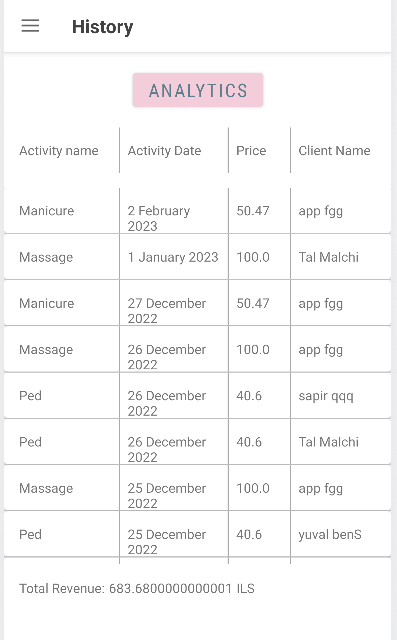 History
ANALYTICS
Activity name Activity Date Price Client Name
Manicure 2 February 2023 50.47 app fgg
Massage 1 January 2023 100.0 Tal Malchi
Manicure 27 December 2022 50.47 app fgg
Massage 26 December 2022 100.0 app fgg
Ped 26 December 2022 40.6 sapir qqq
Ped 26 December 2022 40.6 Tal Malchi
Massage 25 December 2022 100.0 app fgg
Ped 25 December 2022 40.6 yuval benS
Total Revenue: 683.6800000000001 ILS